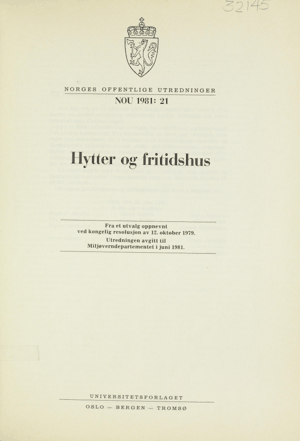 32145
NORGES OFFENTLIGE UTREDNINGER
NOU 1981: 21
Hytter og fritidshus
Fra et utvalg oppnevnt
ved kongelig resolusjon av 12. oktober 1979.
Utredningen avgitt til
Miljøverndepartementet i juni 1981.
UNIVERSITETSFORLAGET
OSLO — BERGEN — TROMSØ